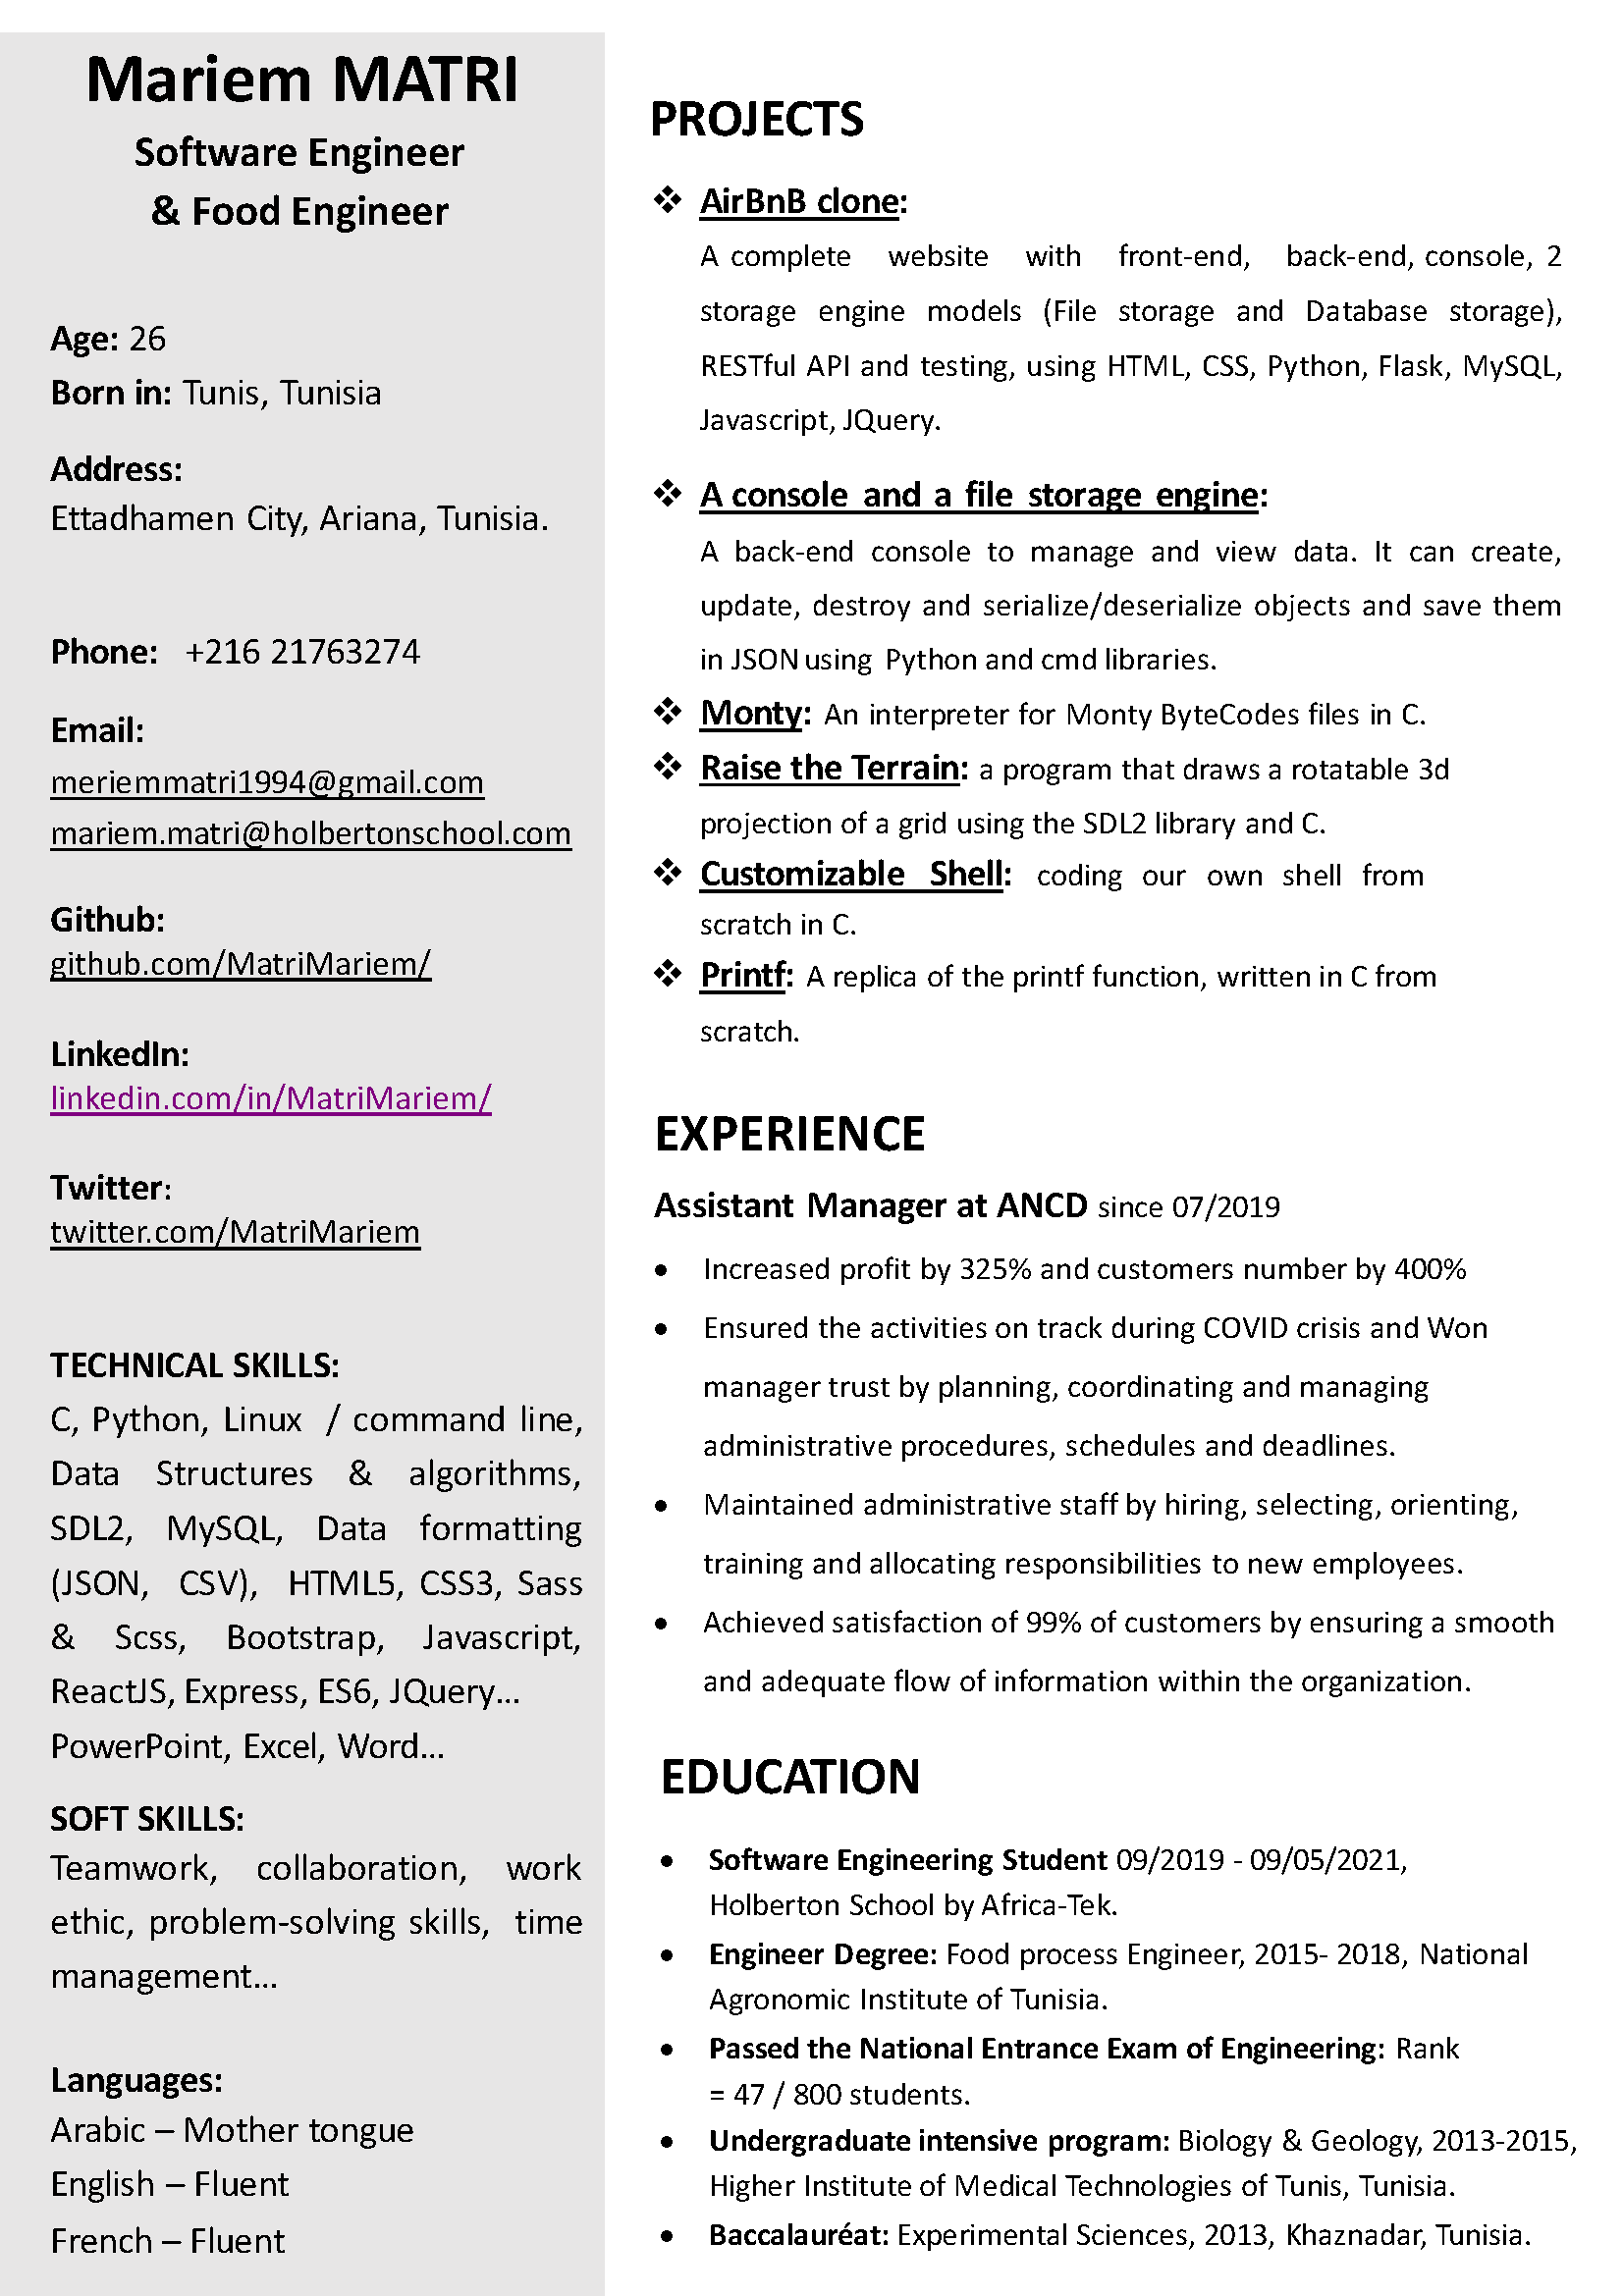 Mariem MATRI
Software Engineer
& Food Engineer
Age: 26
Born in: Tunis, Tunisia
Address:
Ettadhamen City, Ariana, Tunisia.
Phone: +216 21763274
Email:
meriemmatri1994@gmail.com
mariem.matri@holbertonschool.com
Github:
github.com/MatriMariem/
LinkedIn:
linkedin.com/in/MatriMariem/
Twitter:
twitter.com/MatriMariem
TECHNICAL SKILLS:
C, Python, Linux / command line,
Data Structures & algorithms,
SDL2, MySQL, Data formatting
(JSON, CSV), HTML5, CSS3, Sass
& Scss, Bootstrap, Javascript,
ReactJS, Express, ES6, JQuery...
PowerPoint, Excel, Word...
SOFT SKILLS:
Teamwork, collaboration, work
ethic, problem-solving skills, time
management...
Languages:
Arabic – Mother tongue
English – Fluent
French – Fluent
PROJECTS
❖ AirBnB clone:
A complete website with front-end, back-end, console, 2
storage engine models (File storage and Database storage),
RESTful API and testing, using HTML, CSS, Python, Flask, MySQL,
Javascript, JQuery.
❖ A console and a file storage engine:
A back-end console to manage and view data. It can create,
update, destroy and serialize/deserialize objects and save them
in JSON using Python and cmd libraries.
❖ Monty: An interpreter for Monty ByteCodes files in C.
❖ Raise the Terrain: a program that draws a rotatable 3d
projection of a grid using the SDL2 library and C.
❖ Customizable Shell: coding our own shell from
scratch in C.
❖ Printf: A replica of the printf function, written in C from
scratch.
EXPERIENCE
Assistant Manager at ANCD since 07/2019
• Increased profit by 325% and customers number by 400%
• Ensured the activities on track during COVID crisis and Won
manager trust by planning, coordinating and managing
administrative procedures, schedules and deadlines.
• Maintained administrative staff by hiring, selecting, orienting,
training and allocating responsibilities to new employees.
• Achieved satisfaction of 99% of customers by ensuring a smooth
and adequate flow of information within the organization.
EDUCATION
• Software Engineering Student 09/2019 - 09/05/2021,
Holberton School by Africa-Tek.
• Engineer Degree: Food process Engineer, 2015- 2018, National
Agronomic Institute of Tunisia.
• Passed the National Entrance Exam of Engineering: Rank
= 47 / 800 students.
• Undergraduate intensive program: Biology & Geology, 2013-2015,
Higher Institute of Medical Technologies of Tunis, Tunisia.
• Baccalauréat: Experimental Sciences, 2013, Khaznadar, Tunisia.